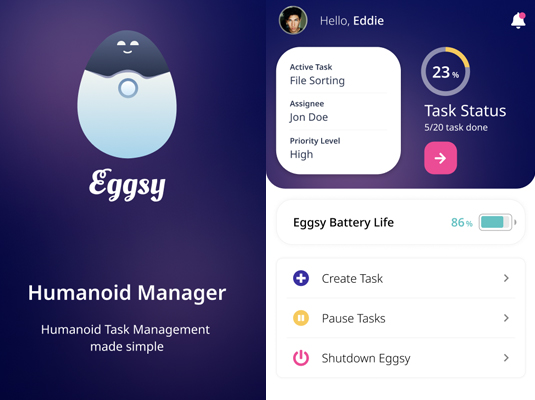 Eggsy
Humanoid Manager
Humanoid Task Management
made simple
Hello, Eddie
Active Task
File Sorting
Assignee
Jon Doe
Priority Level
High
23 %
Task Status
5/20 task done
Eggsy Battery Life
86 %
Create Task
Pause Tasks
Shutdown Eggsy